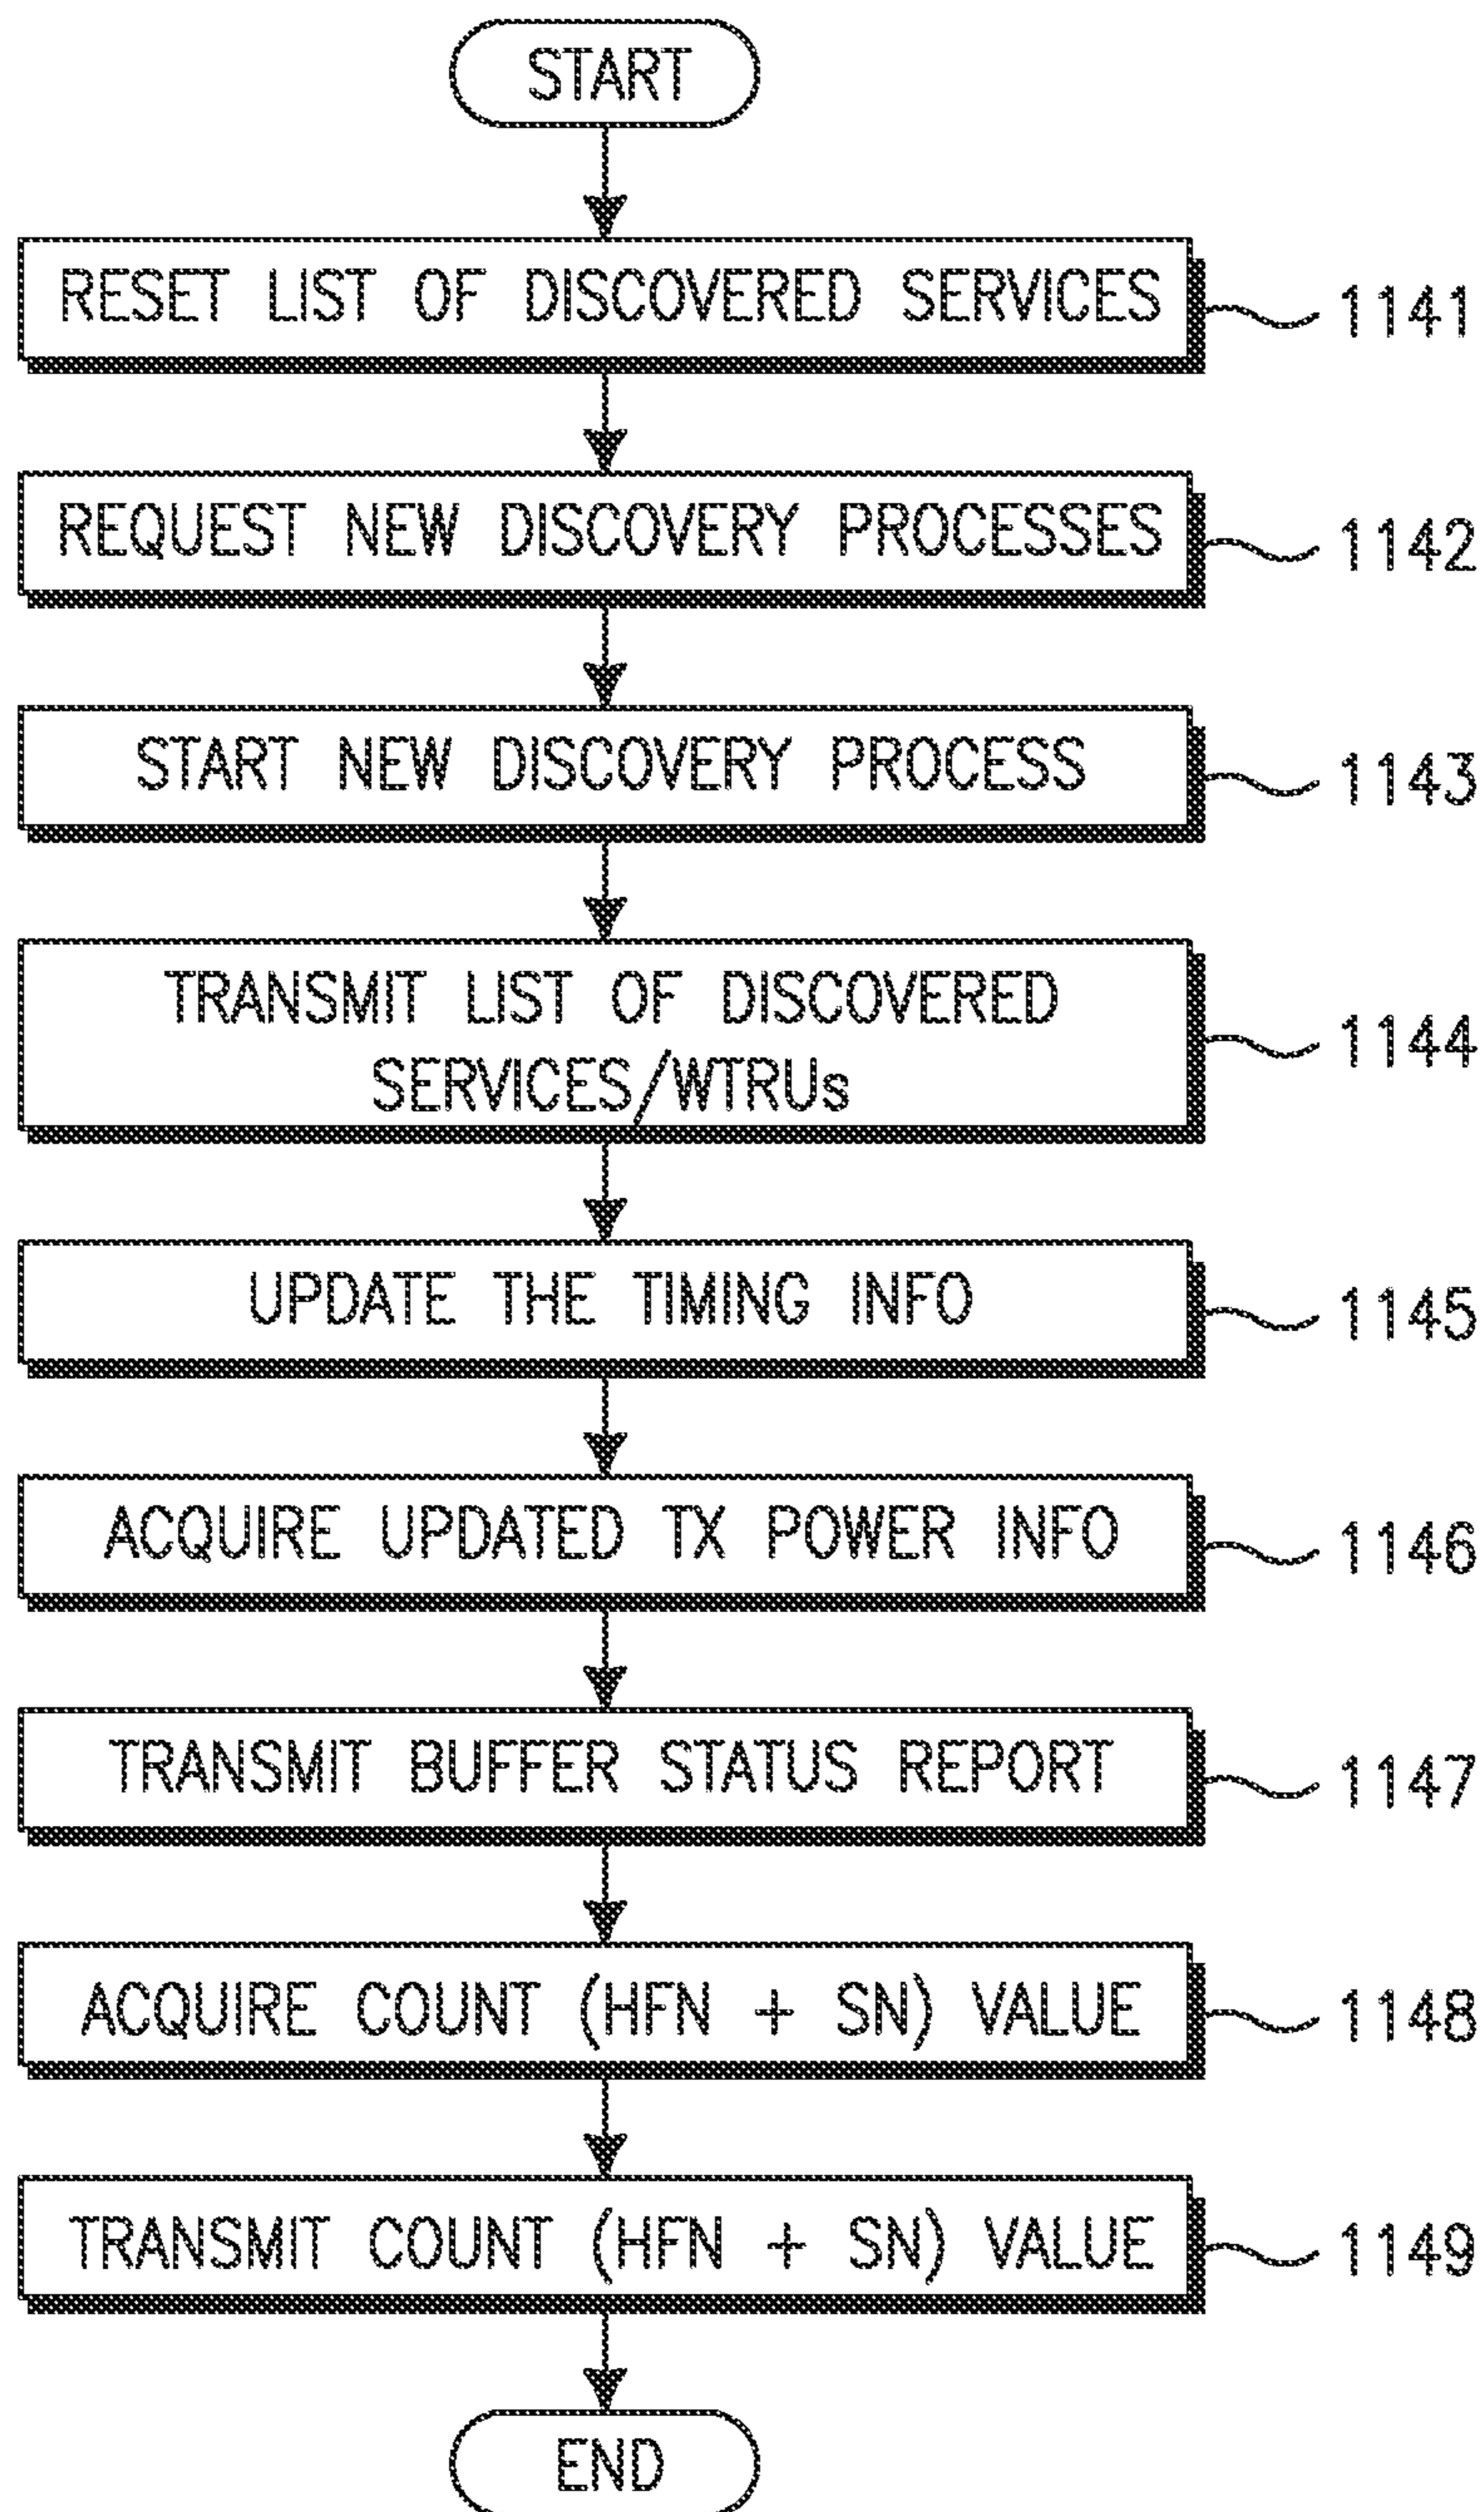 START
RESET LIST OF DISCOVERED SERVICES
1141
REQUEST NEW DISCOVERY PROCESSES
1142
START NEW DISCOVERY PROCESS
1143
TRANSMIT LIST OF DISCOVERED
SERVICES/WTRUs
1144
UPDATE THE TIMING INFO
1145
ACQUIRE UPDATED TX POWER INFO
1146
TRANSMIT BUFFER STATUS REPORT
1147
ACQUIRE COUNT (HFN + SN) VALUE
1148
TRANSMIT COUNT (HFN + SN) VALUE
1149
END